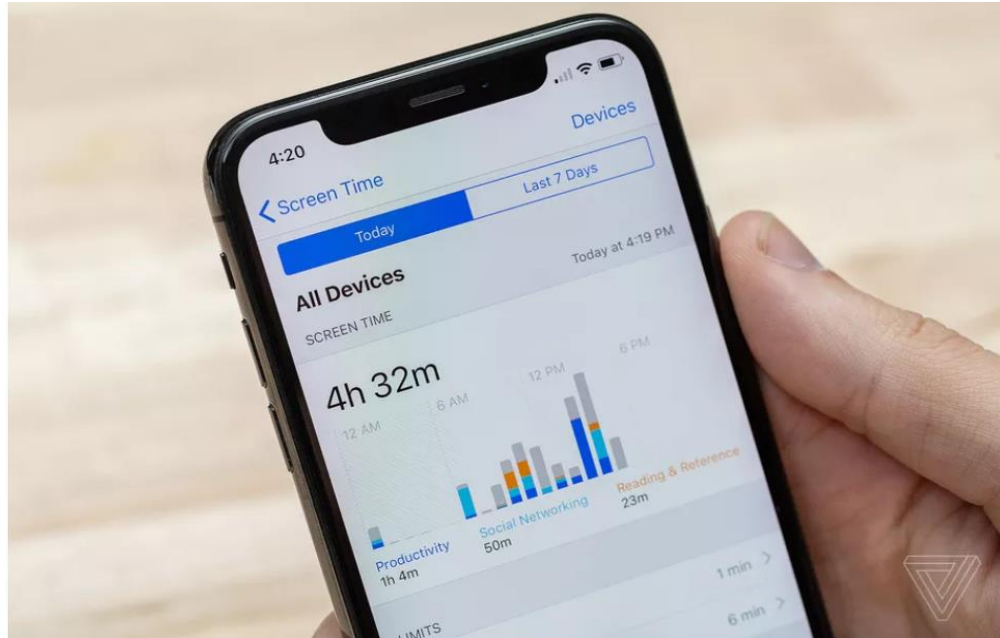 4:20
Screen Time
Devices
Today
Last 7 Days
All Devices
Today at 4:19 PM
SCREEN TIME
4h 32m
12 AM
6 AM
12 PM
6 PM
Productivity
1h 4m
Social Networking
50m
Reading & Reference
23m
LIMITS
1 min
6 min